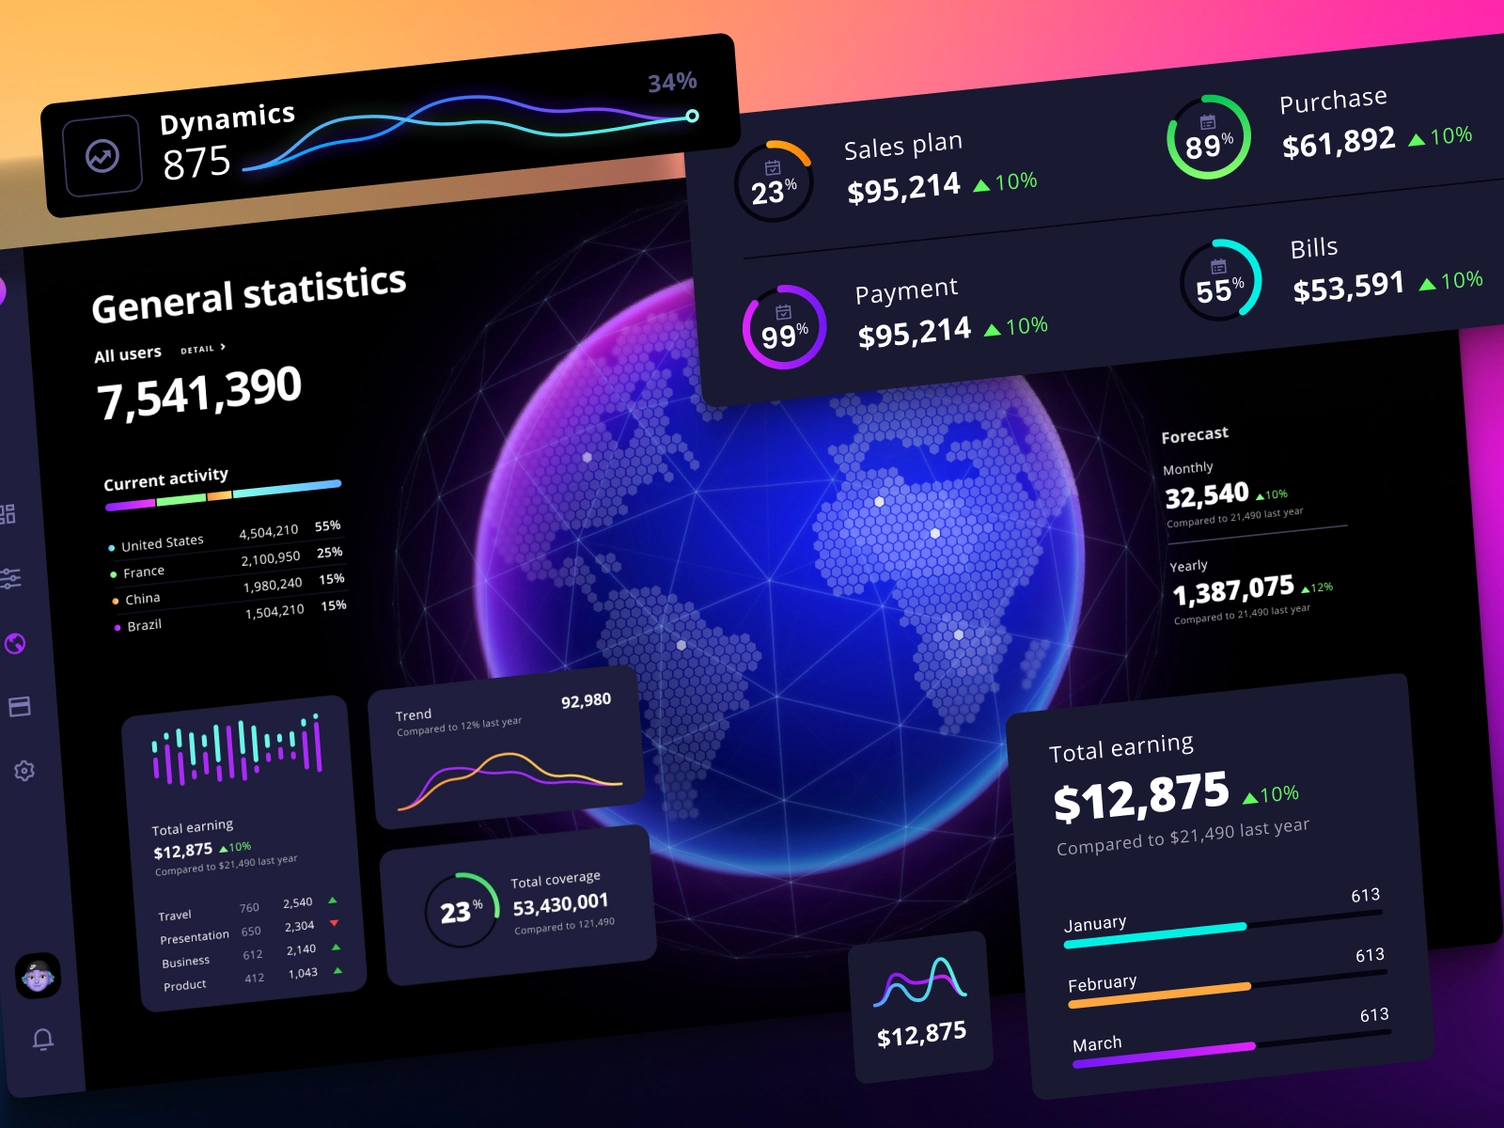 Dynamics
875
34%
Sales plan
23%
$95,214 10%
Purchase
89%
$61,892 10%
Payment
99%
$95,214 10%
Bills
55%
$53,591 10%
General statistics
All users DETAIL >
7,541,390
Current activity
United States 4,504,210 55%
France 2,100,950 25%
China 1,980,240 15%
Brazil 1,504,210 15%
Forecast
Monthly
32,540 10%
Compared to 21,490 last year
Yearly
1,387,075 12%
Compared to 21,490 last year
Total earning
$12,875 10%
Compared to $21,490 last year
Travel 760 2,540
Presentation 650 2,304
Business 612 2,140
Product 412 1,043
Trend 92,980
Compared to 12% last year
23%
Total coverage
53,430,001
Compared to 121,490
$12,875
Total earning
$12,875 10%
Compared to $21,490 last year
January 613
February 613
March 613